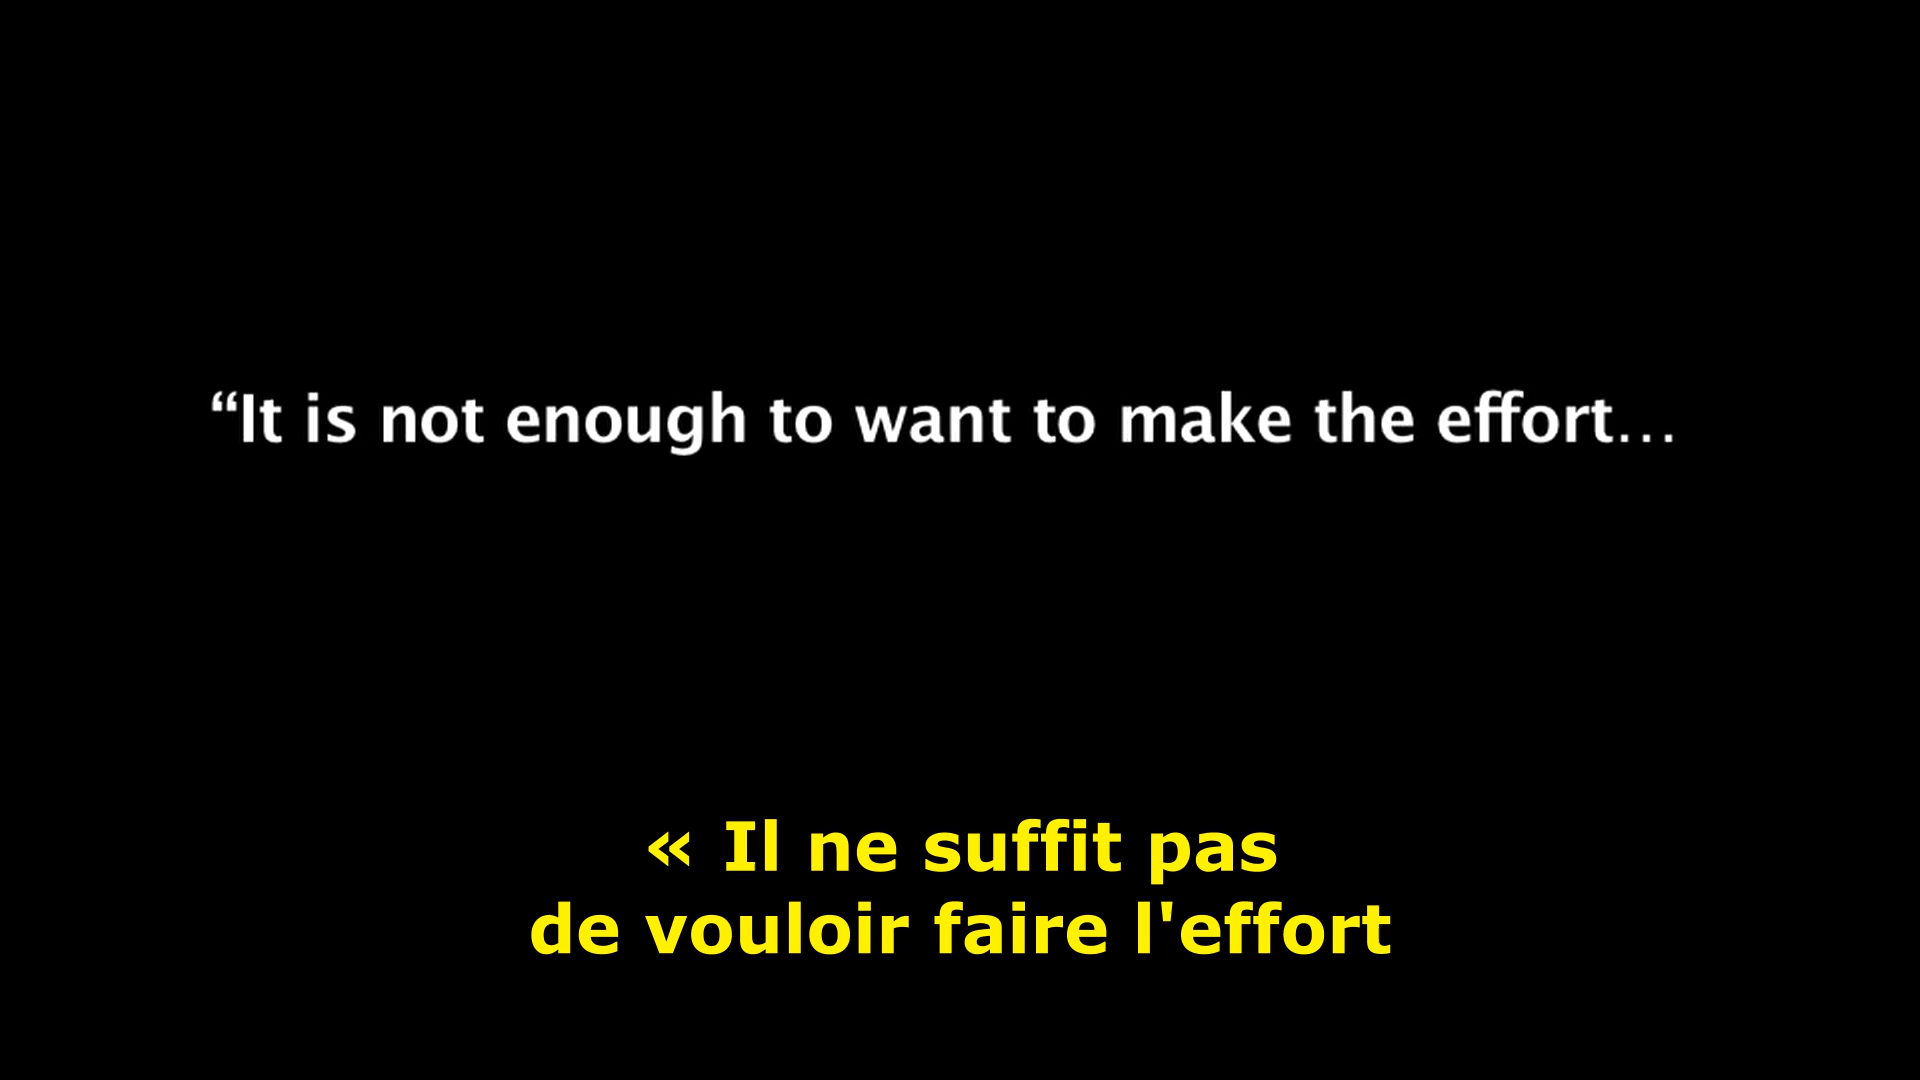 “It is not enough to want to make the effort…
« Il ne suffit pas
de vouloir faire l'effort